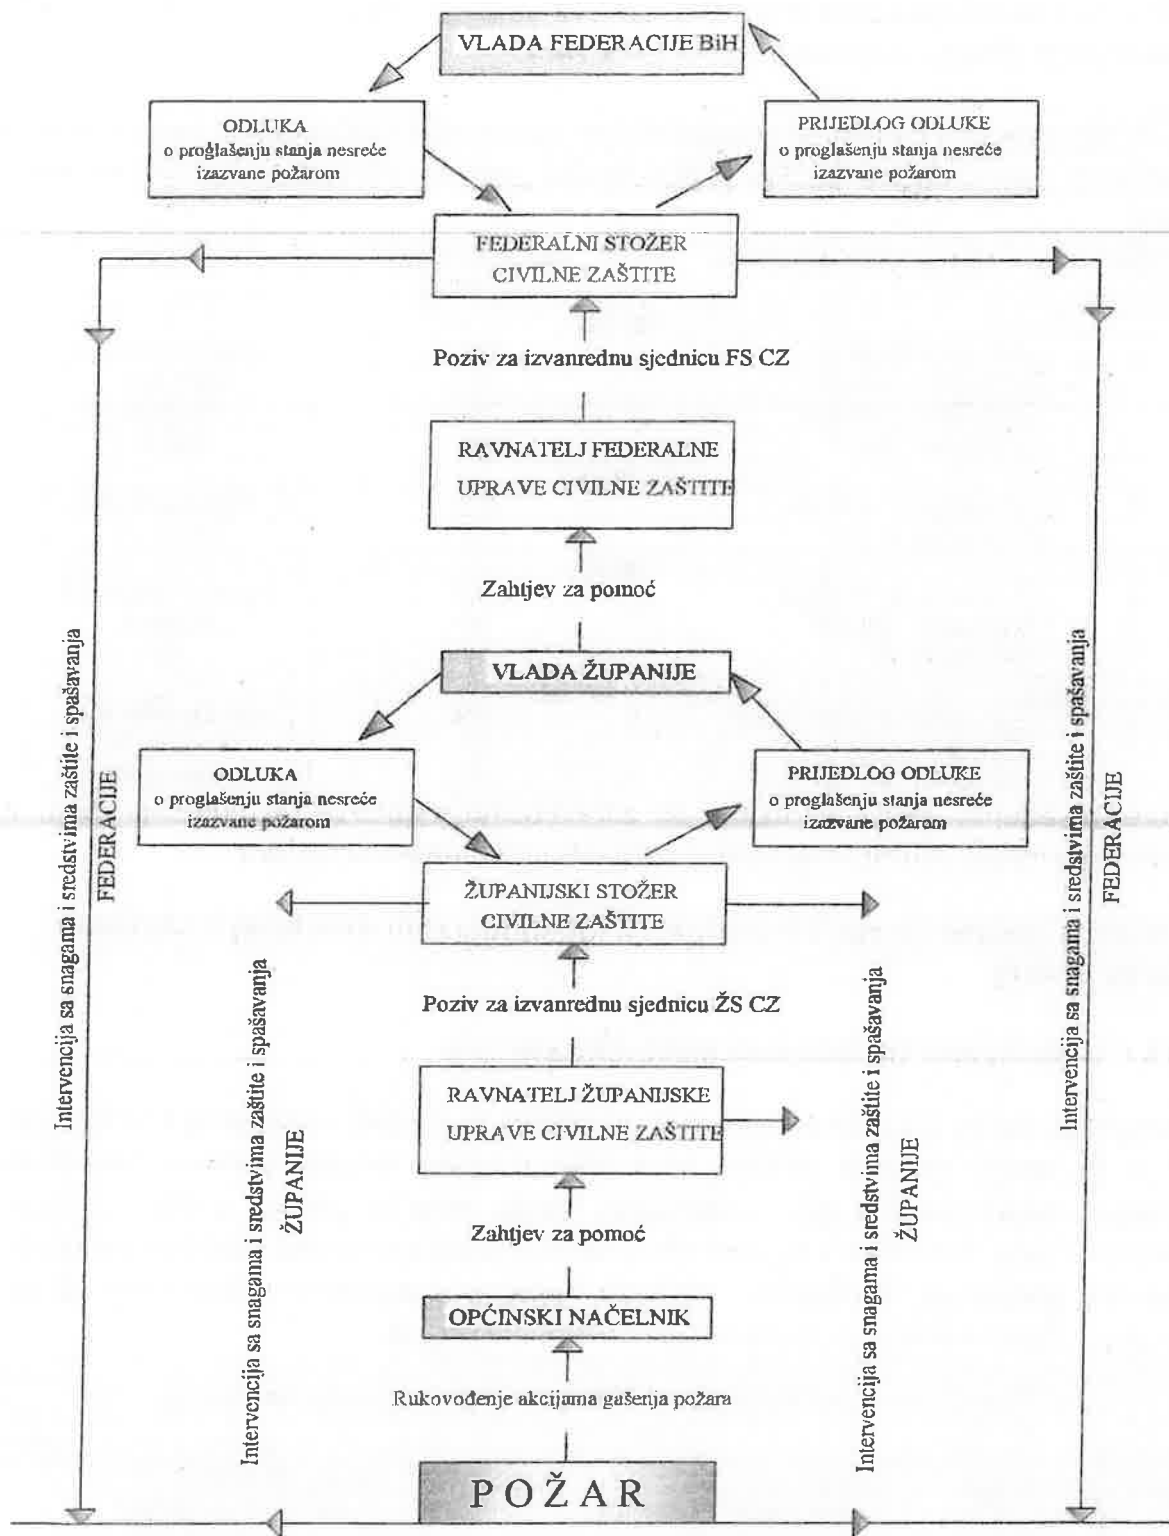 VLADA FEDERACIJE BiH
ODLUKA
o proglašenju stanja nesreće
izazvane požarom
PRIJEDLOG ODLUKE
o proglašenju stanja nesreće
izazvane požarom
FEDERALNI STOŽER
CIVILNE ZAŠTITE
Poziv za izvanrednu sjednicu FS CZ
RAVNATELJ FEDERALNE
UPRAVE CIVILNE ZAŠTITE
Zahtjev za pomoć
VLADA ŽUPANIJE
ODLUKA
o proglašenju stanja nesreće
izazvane požarom
PRIJEDLOG ODLUKE
o proglašenju stanja nesreće
izazvane požarom
ŽUPANIJSKI STOŽER
CIVILNE ZAŠTITE
Poziv za izvanrednu sjednicu ŽS CZ
RAVNATELJ ŽUPANIJSKE
UPRAVE CIVILNE ZAŠTITE
Zahtjev za pomoć
OPĆINSKI NAČELNIK
Rukovođenje akcijama gašenja požara
POŽAR
Intervencija sa snagama i sredstvima zaštite i spašavanja
FEDERACIJE
Intervencija sa snagama i sredstvima zaštite i spašavanja
ŽUPANIJE
Intervencija sa snagama i sredstvima zaštite i spašavanja
ŽUPANIJE
Intervencija sa snagama i sredstvima zaštite i spašavanja
FEDERACIJE